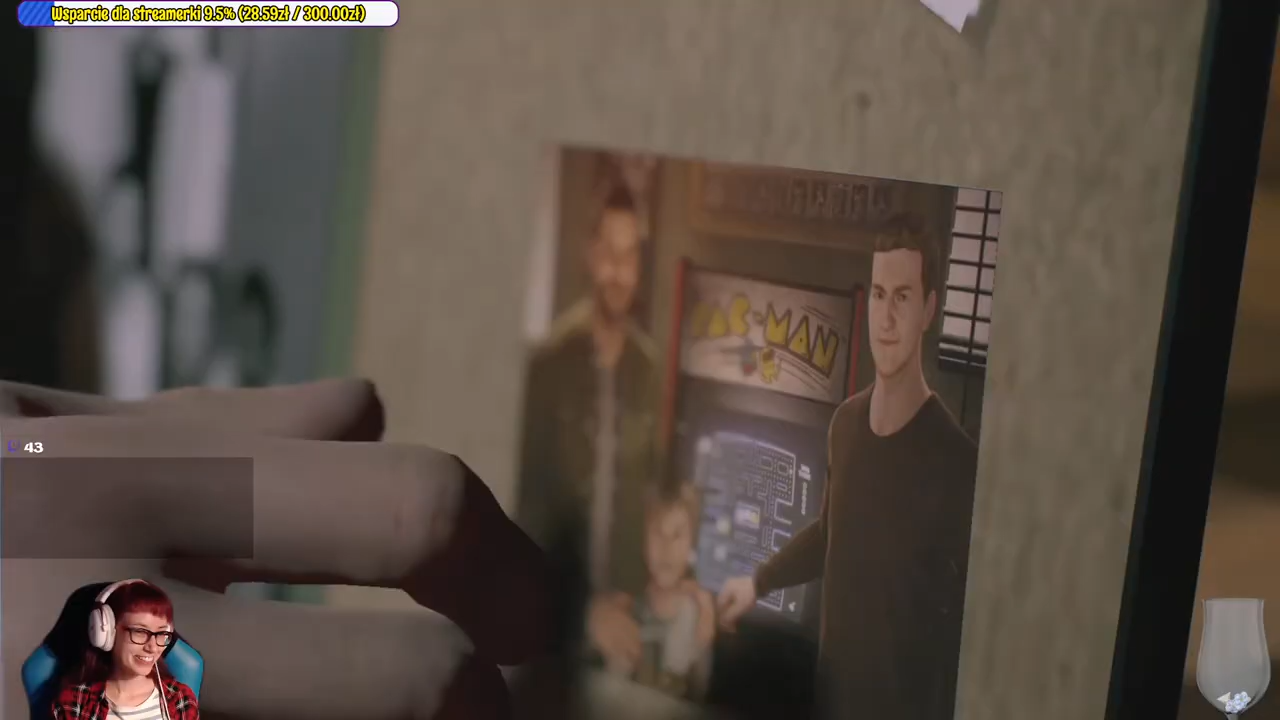 Wsparcie dla streamerki 9.5% (28.59zł / 300.00zł)
PAC-MAN
43